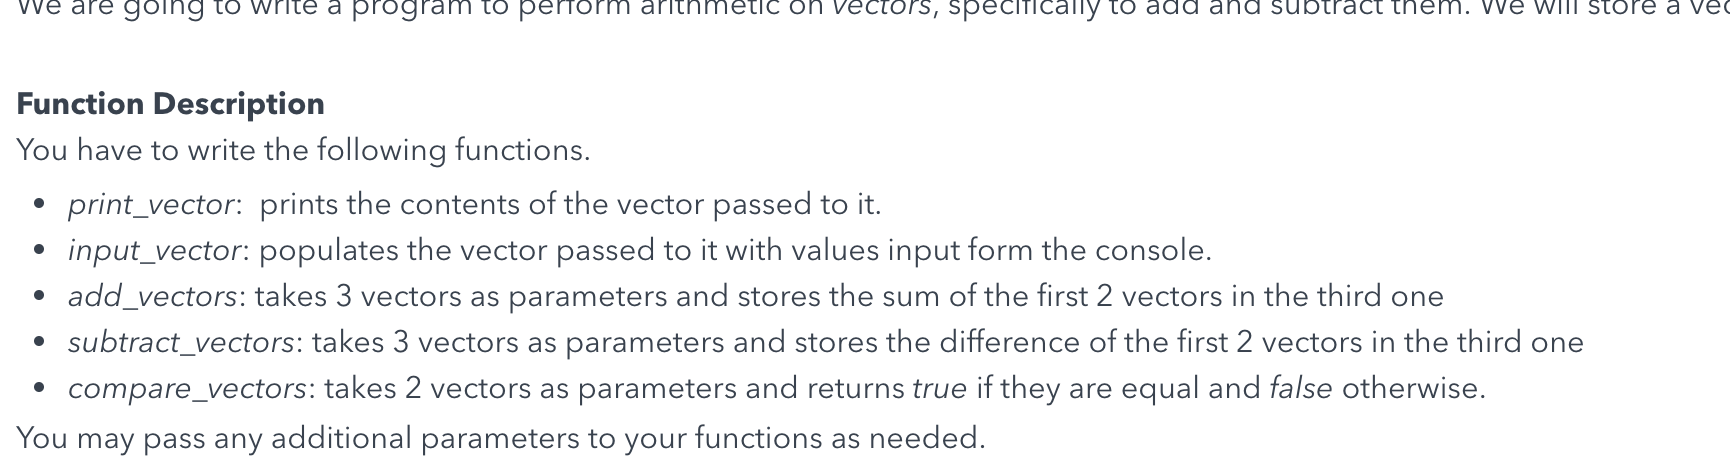 We are going to write a program to perform arithmetic on vectors, specifically to add and subtract them. We will store a vec
Function Description
You have to write the following functions.
• print_vector:  prints the contents of the vector passed to it.
• input_vector: populates the vector passed to it with values input form the console.
• add_vectors: takes 3 vectors as parameters and stores the sum of the first 2 vectors in the third one
• subtract_vectors: takes 3 vectors as parameters and stores the difference of the first 2 vectors in the third one
• compare_vectors: takes 2 vectors as parameters and returns true if they are equal and false otherwise.
You may pass any additional parameters to your functions as needed.